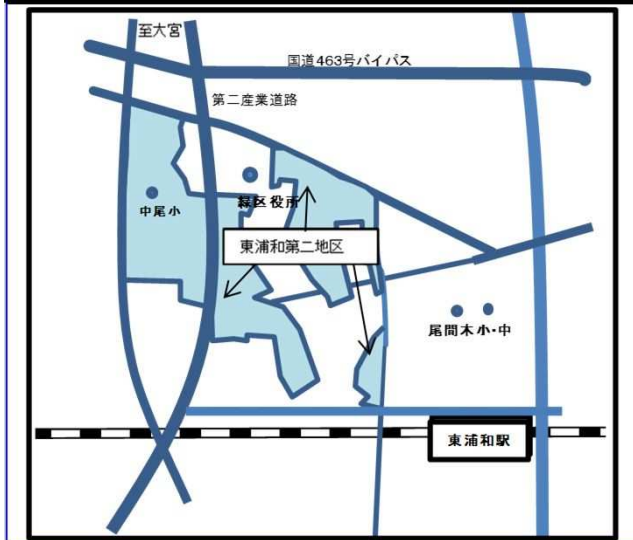 至大宮
国道463号バイパス
第二産業道路
中尾小
緑区役所
東浦和第二地区
尾間木小・中
東浦和駅